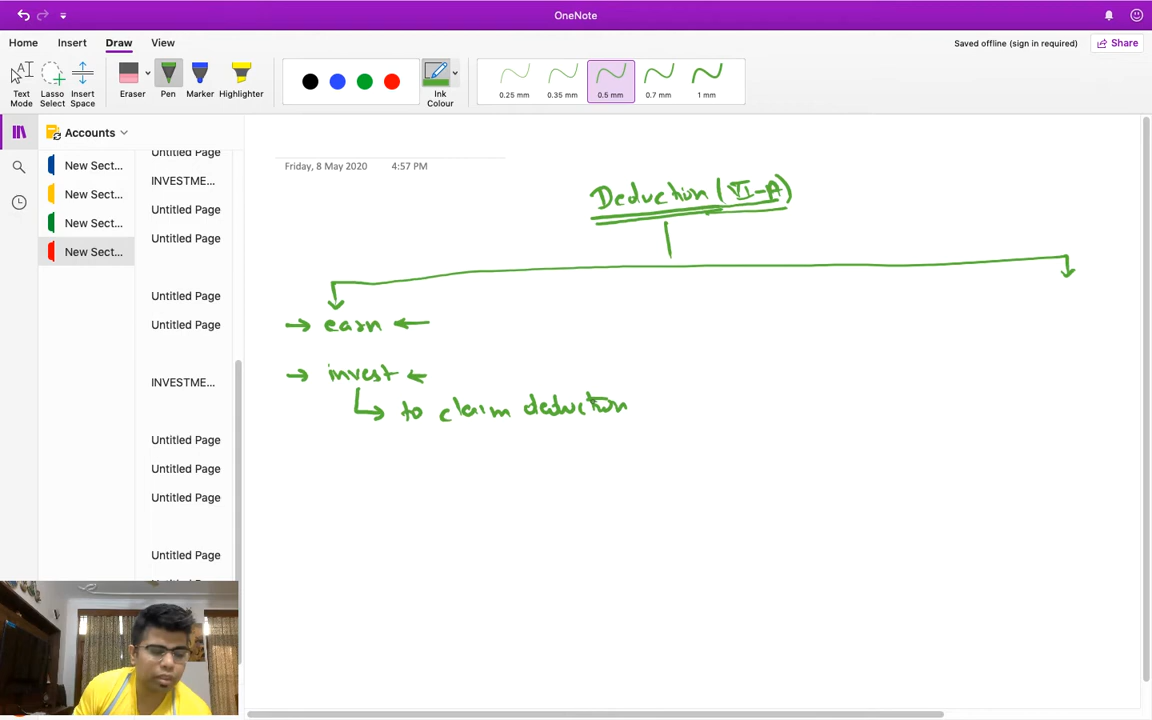 OneNote
Home Insert Draw View
Saved offline (sign in required) Share
Text Mode
Lasso Select
Insert Space
Eraser
Pen
Marker
Highlighter
Ink Colour
0.25 mm 0.35 mm 0.5 mm 0.7 mm 1 mm
Accounts
New Sect...
New Sect...
New Sect...
New Sect...
Untitled Page
INVESTME...
Untitled Page
Untitled Page
Untitled Page
Untitled Page
INVESTME...
Untitled Page
Untitled Page
Untitled Page
Untitled Page
Friday, 8 May 2020 4:57 PM
Deduction (VI-A)
→ earn ←
→ invest ←
↳ to claim deduction